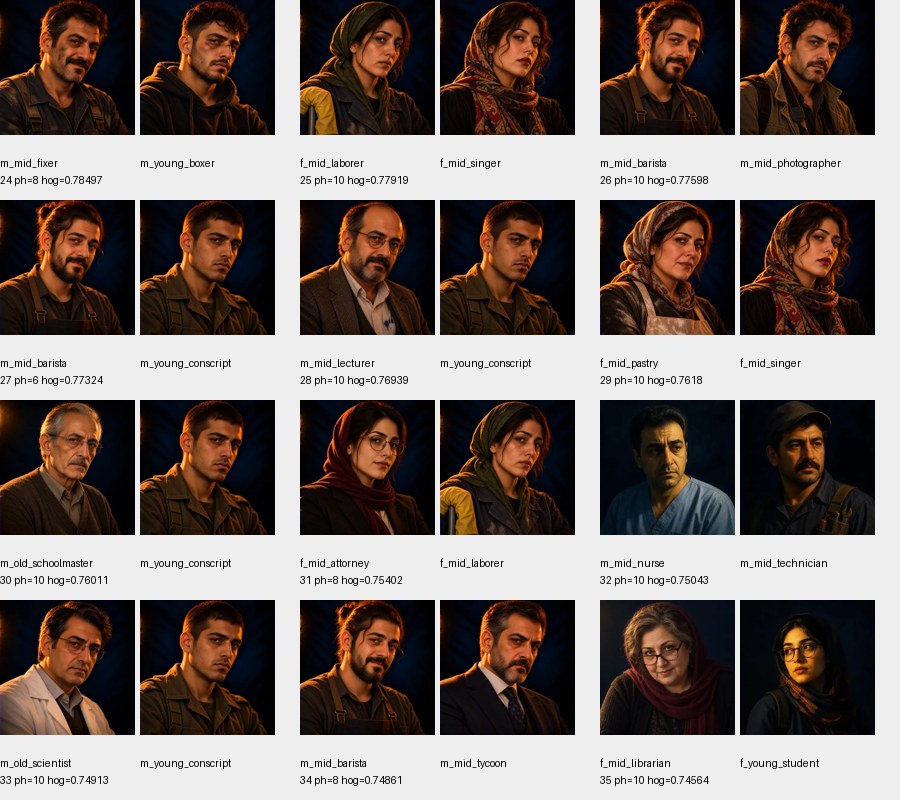 m_mid_fixer m_young_boxer f_mid_laborer f_mid_singer m_mid_barista m_mid_photographer
24 ph=8 hog=0.78497 25 ph=10 hog=0.77919 26 ph=10 hog=0.77598
m_mid_barista m_young_conscript m_mid_lecturer m_young_conscript f_mid_pastry f_mid_singer
27 ph=6 hog=0.77324 28 ph=10 hog=0.76939 29 ph=10 hog=0.7618
m_old_schoolmaster m_young_conscript f_mid_attorney f_mid_laborer m_mid_nurse m_mid_technician
30 ph=10 hog=0.76011 31 ph=8 hog=0.75402 32 ph=10 hog=0.75043
m_old_scientist m_young_conscript m_mid_barista m_mid_tycoon f_mid_librarian f_young_student
33 ph=10 hog=0.74913 34 ph=8 hog=0.74861 35 ph=10 hog=0.74564